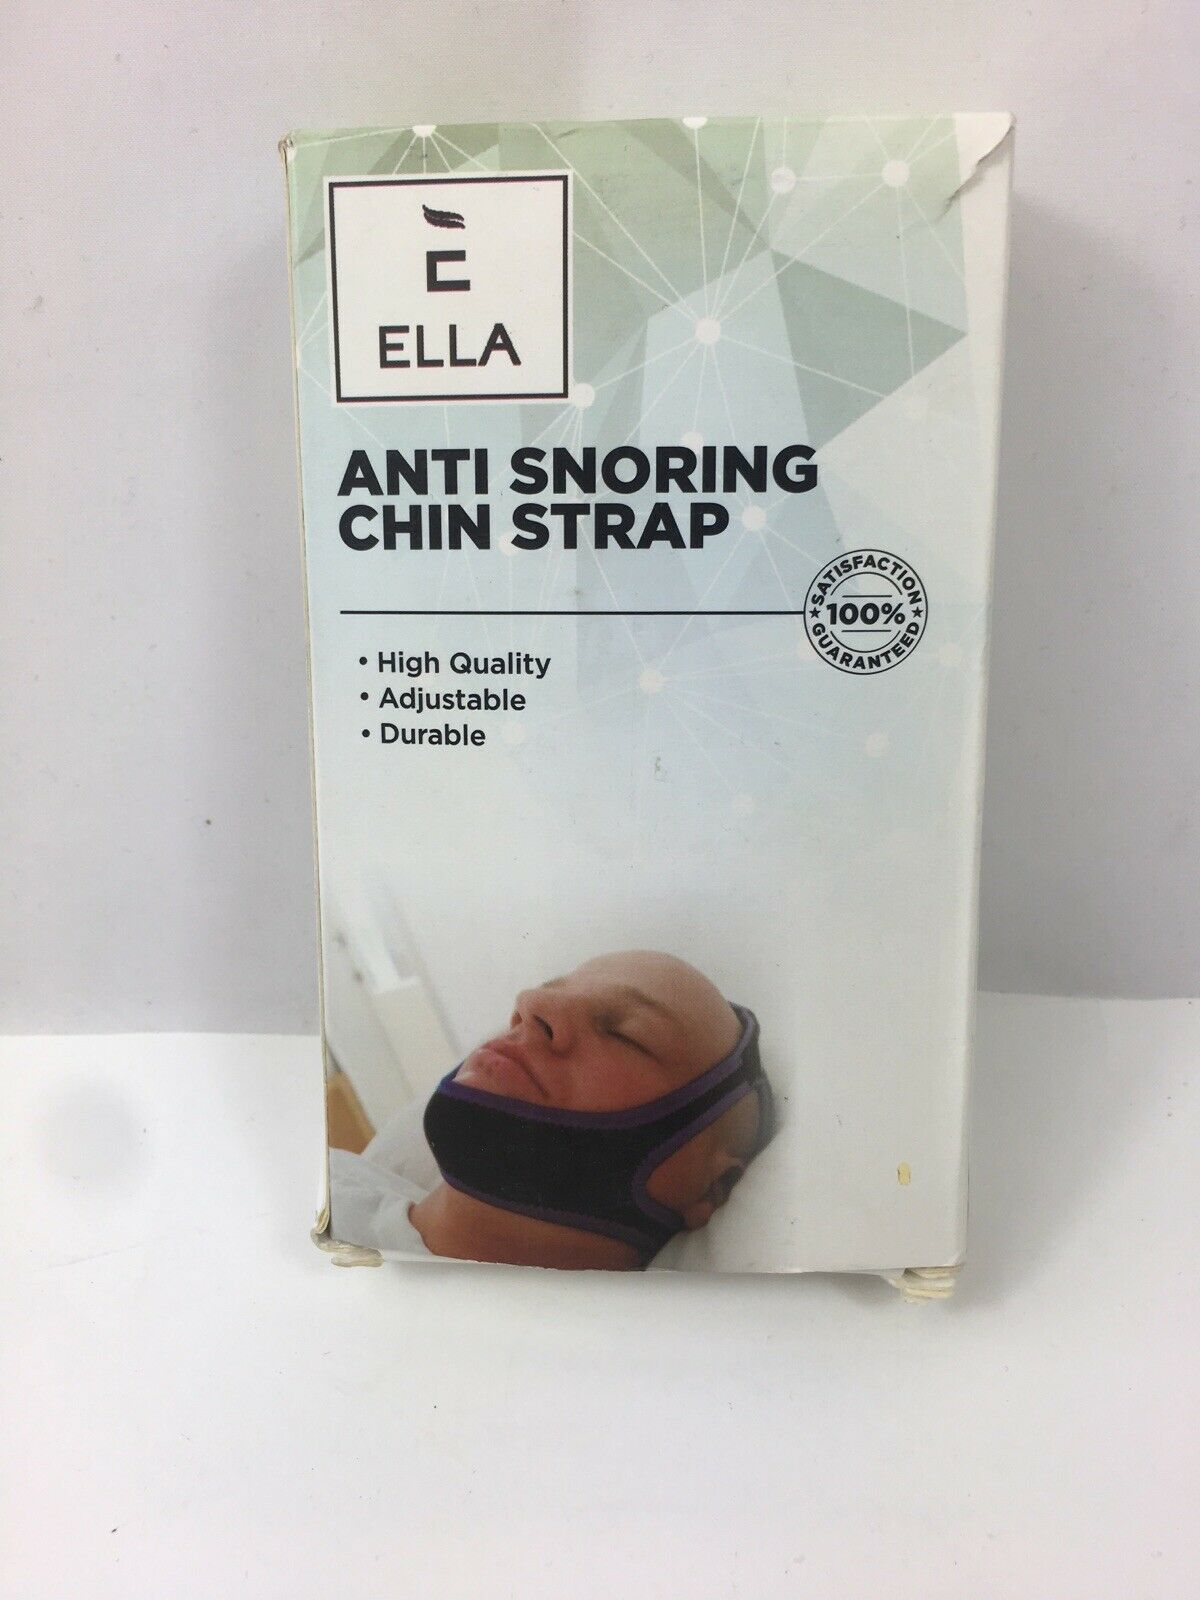 ELLA
ANTI SNORING
CHIN STRAP
SATISFACTION
100%
GUARANTEED
• High Quality
• Adjustable
• Durable